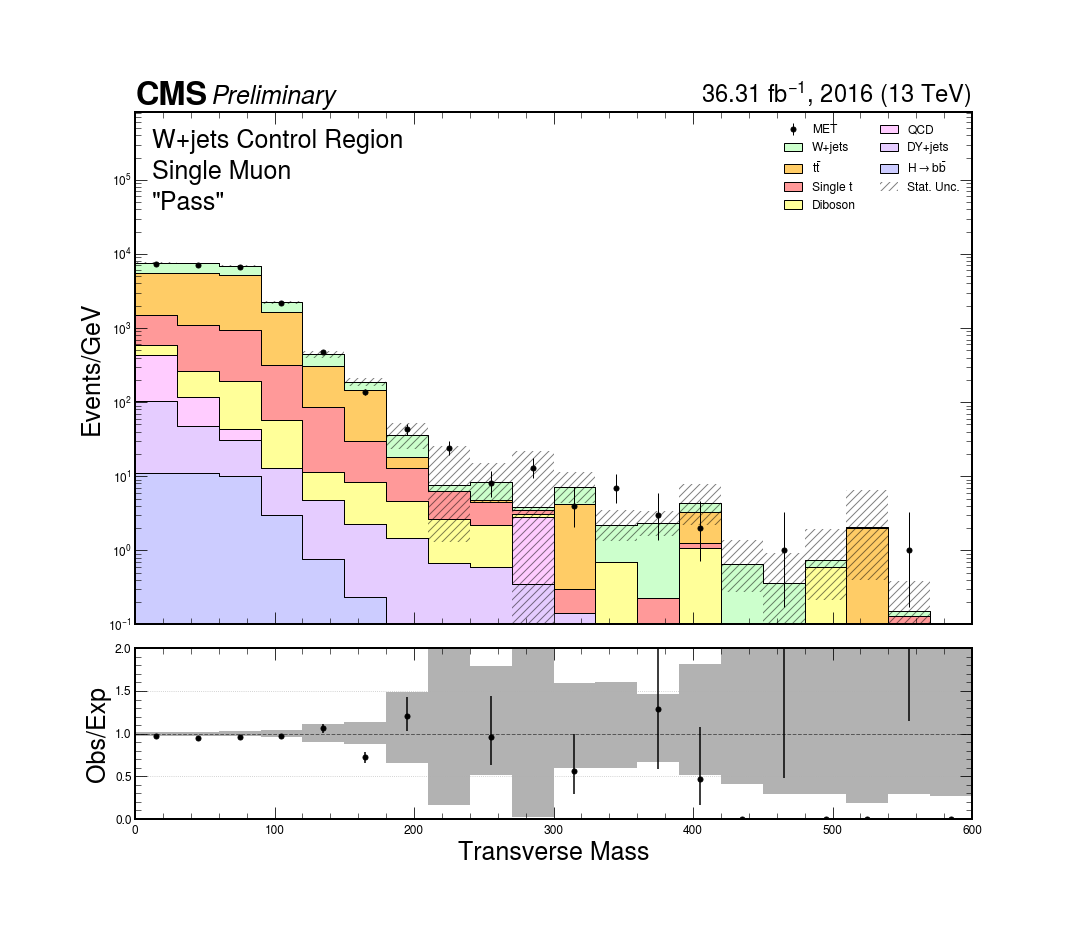 CMS Preliminary 36.31 fb⁻¹, 2016 (13 TeV)
W+jets Control Region
Single Muon
"Pass"
MET
W+jets
tt̄
Single t
Diboson
QCD
DY+jets
H→bb̄
Stat. Unc.
Events/GeV
10⁵
10⁴
10³
10²
10¹
10⁰
10⁻¹
Obs/Exp
2.0
1.5
1.0
0.5
0.0
0 100 200 300 400 500 600
Transverse Mass